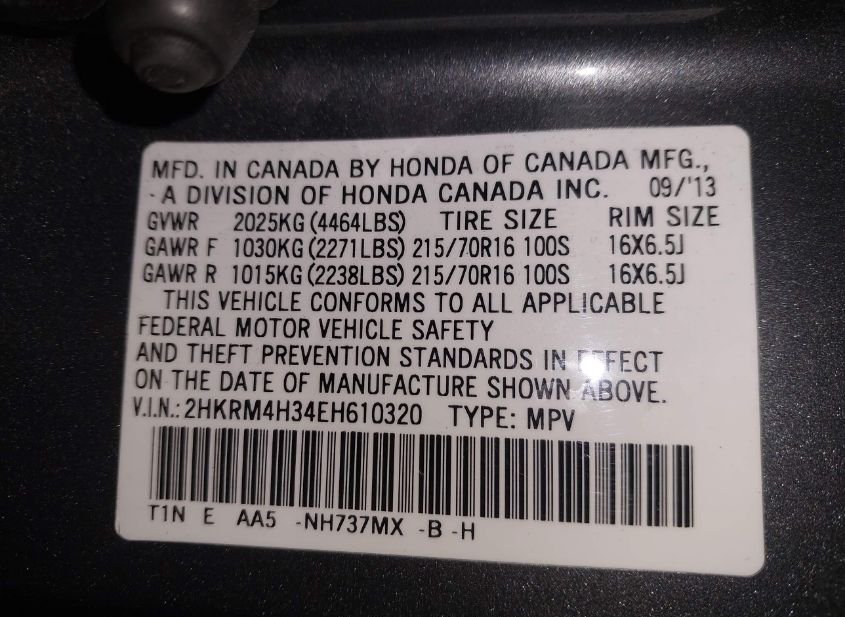 MFD. IN CANADA BY HONDA OF CANADA MFG.,
- A DIVISION OF HONDA CANADA INC. 09/'13
GVWR 2025KG (4464LBS) TIRE SIZE RIM SIZE
GAWR F 1030KG (2271LBS) 215/70R16 100S 16X6.5J
GAWR R 1015KG (2238LBS) 215/70R16 100S 16X6.5J
THIS VEHICLE CONFORMS TO ALL APPLICABLE
FEDERAL MOTOR VEHICLE SAFETY
AND THEFT PREVENTION STANDARDS IN EFFECT
ON THE DATE OF MANUFACTURE SHOWN ABOVE.
V.I.N.: 2HKRM4H34EH610320 TYPE: MPV
T1N E AA5 -NH737MX -B -H